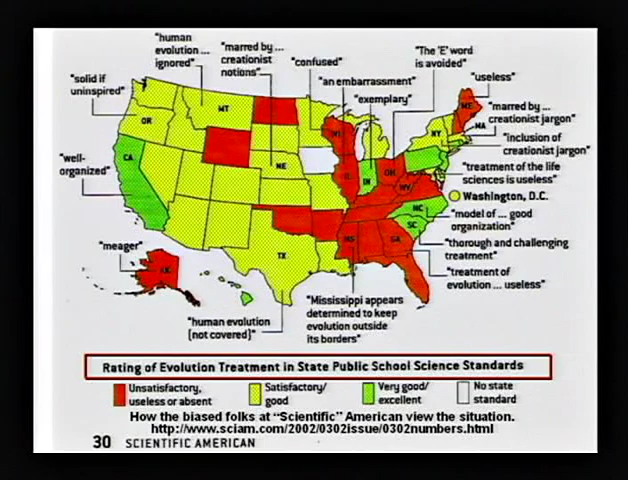 "human
evolution ...
ignored"
"marred by ...
creationist
notions"
"confused"
"The 'E' word
is avoided"
"solid if
uninspired"
"an embarrassment"
"useless"
"exemplary"
"marred by ...
creationist jargon"
"inclusion of
creationist jargon"
"well-
organized"
"treatment of the life
sciences is useless"
Washington, D.C.
"model of ... good
organization"
"thorough and challenging
treatment"
"meager"
"treatment of
evolution ... useless"
"Mississippi appears
determined to keep
evolution outside
its borders"
"human evolution
(not covered)"
MT
OR
ME
WI
NY
MA
CA
NE
IL
IN
OH
WV
NC
SC
TX
MS
GA
AK
Rating of Evolution Treatment in State Public School Science Standards
Unsatisfactory,
useless or absent
Satisfactory/
good
Very good/
excellent
No state
standard
How the biased folks at “Scientific” American view the situation.
http://www.sciam.com/2002/0302issue/0302numbers.html
30 SCIENTIFIC AMERICAN